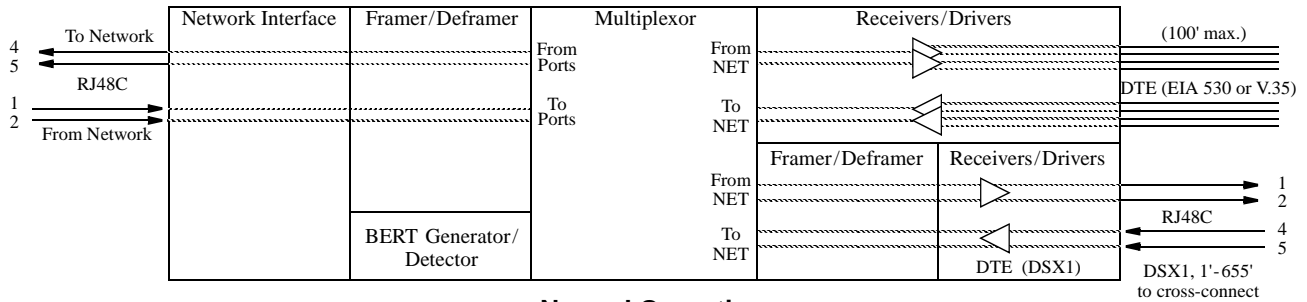 Network Interface
Framer/Deframer
Multiplexor
Receivers/Drivers
To Network
4
5
RJ48C
1
2
From Network
From
Ports
To
Ports
From
NET
To
NET
(100' max.)
DTE (EIA 530 or V.35)
BERT Generator/
Detector
Framer/Deframer
Receivers/Drivers
From
NET
To
NET
DTE (DSX1)
1
2
RJ48C
4
5
DSX1, 1'-655'
to cross-connect